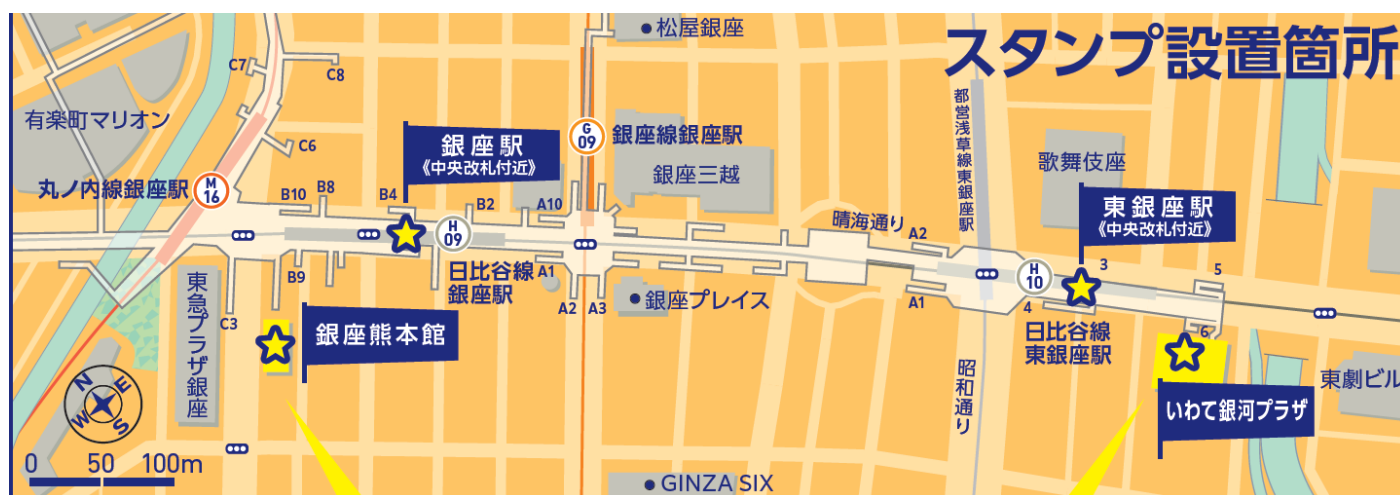 スタンプ設置箇所
松屋銀座
C7
C8
有楽町マリオン
C6
丸ノ内線銀座駅
M
16
銀座駅
《中央改札付近》
G
09
銀座線銀座駅
銀座三越
都営浅草線東銀座駅
歌舞伎座
東銀座駅
《中央改札付近》
B10
B8
B4
B2
A10
H
09
晴海通り
A2
H
10
3
5
B9
日比谷線
銀座駅
A1
A2
A3
銀座プレイス
A1
4
日比谷線
東銀座駅
6
東急プラザ銀座
C3
銀座熊本館
昭和通り
いわて銀河プラザ
東劇ビル
N
E
W
S
0
50
100m
GINZA SIX